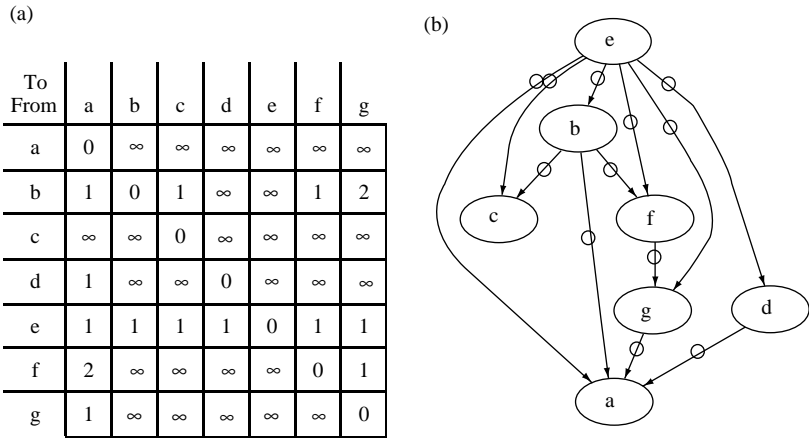 (a)
To
From a b c d e f g
a 0 ∞ ∞ ∞ ∞ ∞ ∞
b 1 0 1 ∞ ∞ 1 2
c ∞ ∞ 0 ∞ ∞ ∞ ∞
d 1 ∞ ∞ 0 ∞ ∞ ∞
e 1 1 1 1 0 1 1
f 2 ∞ ∞ ∞ ∞ 0 1
g 1 ∞ ∞ ∞ ∞ ∞ 0
(b)
e
b
c f
g d
a